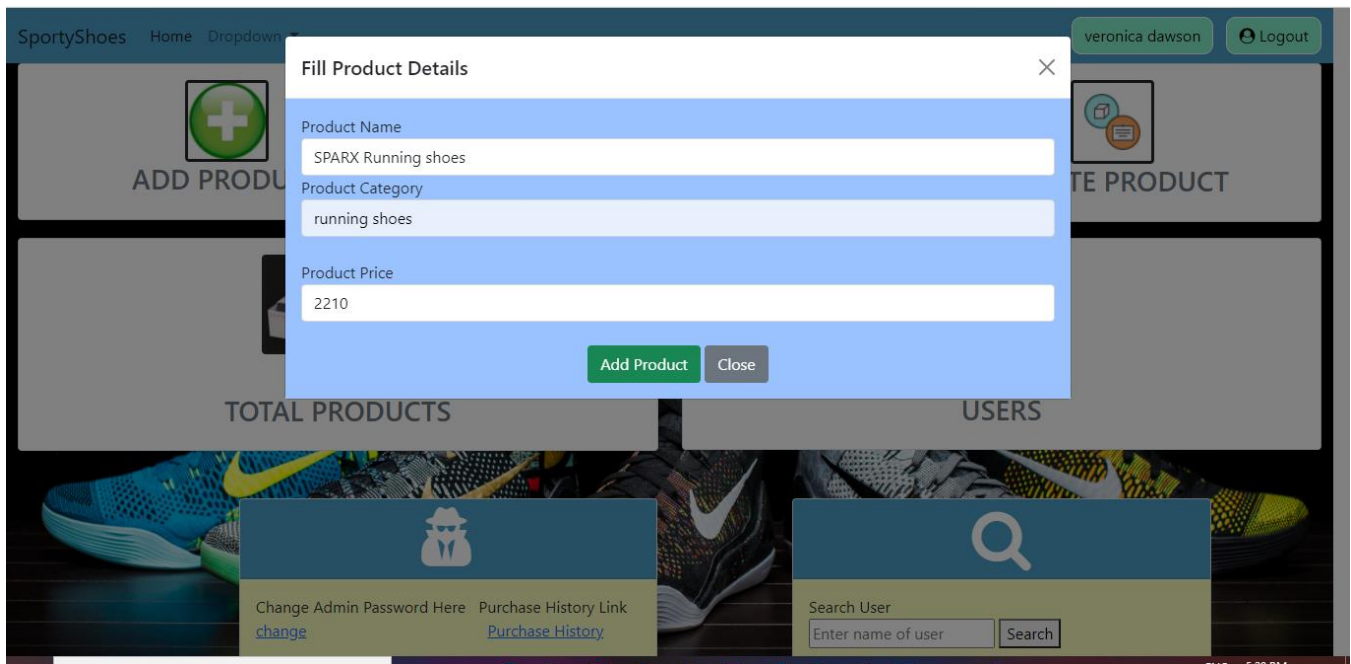 SportyShoes Home Dropdown veronica dawson Logout
Fill Product Details
Product Name
SPARX Running shoes
ADD PRODU
TE PRODUCT
Product Category
running shoes
Product Price
2210
Add Product Close
TOTAL PRODUCTS
USERS
Change Admin Password Here Purchase History Link
change Purchase History
Search User
Enter name of user Search